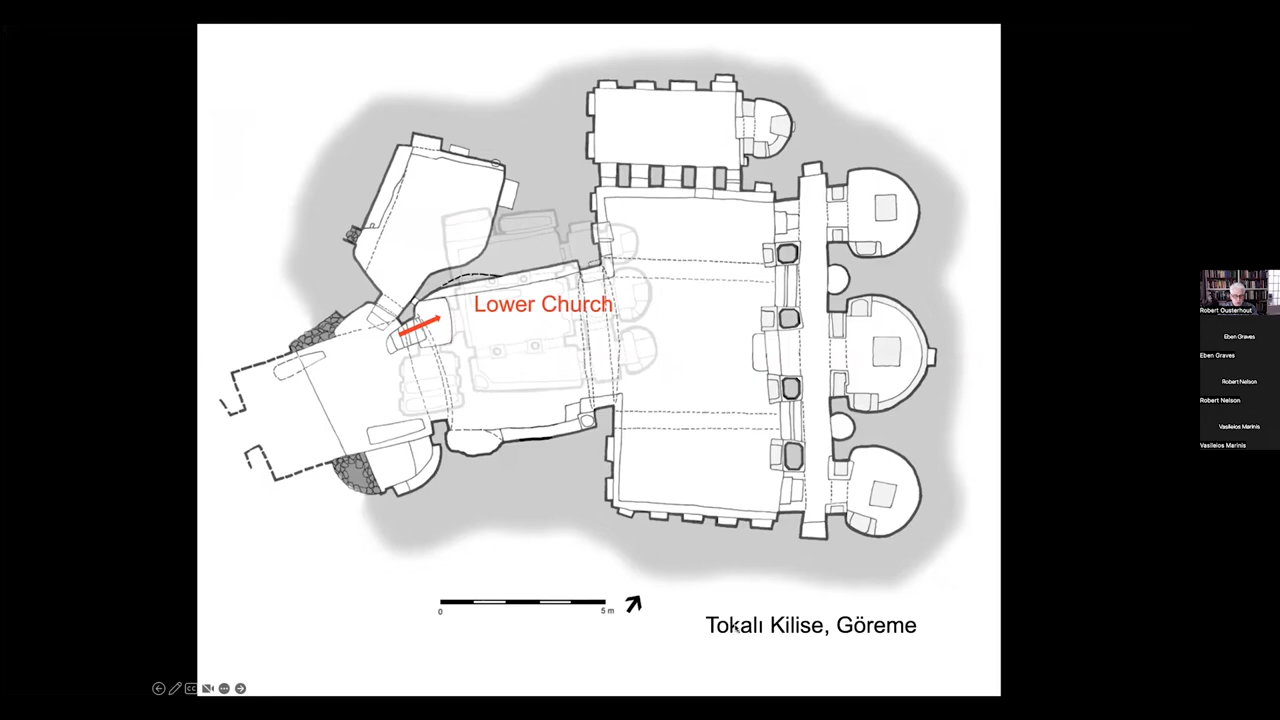 Lower Church
0
5 m
Tokalı Kilise, Göreme
Robert Ousterhout
Eben Graves
Eben Graves
Robert Nelson
Robert Nelson
Vasileios Marinis
Vasileios Marinis
CC